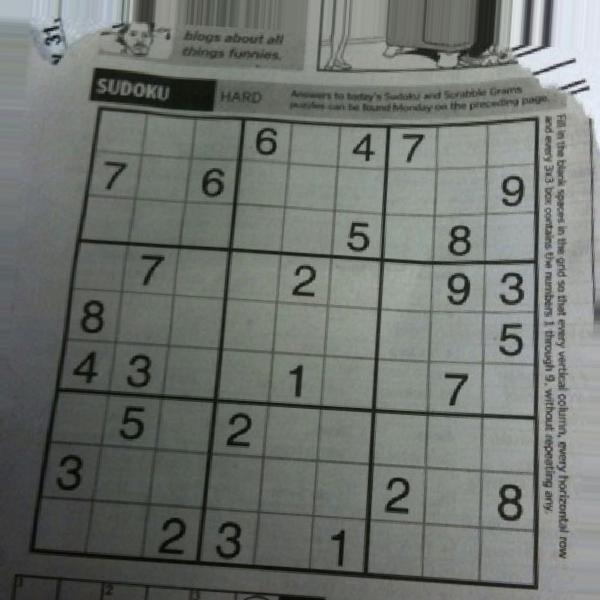 31.
blogs about all
things funnies.
SUDOKU
HARD
Answers to today's Sudoku and Scrabble Grams
puzzles can be found Monday on the preceding page.
6 4 7
7 6 9
5 8
7 2 9 3
8 5
4 3 1 7
5 2
3 2 8
2 3 1
Fill in the blank spaces in the grid so that every vertical column, every horizontal row
and every 3x3 box contains the numbers 1 through 9, without repeating any.
1 2 3